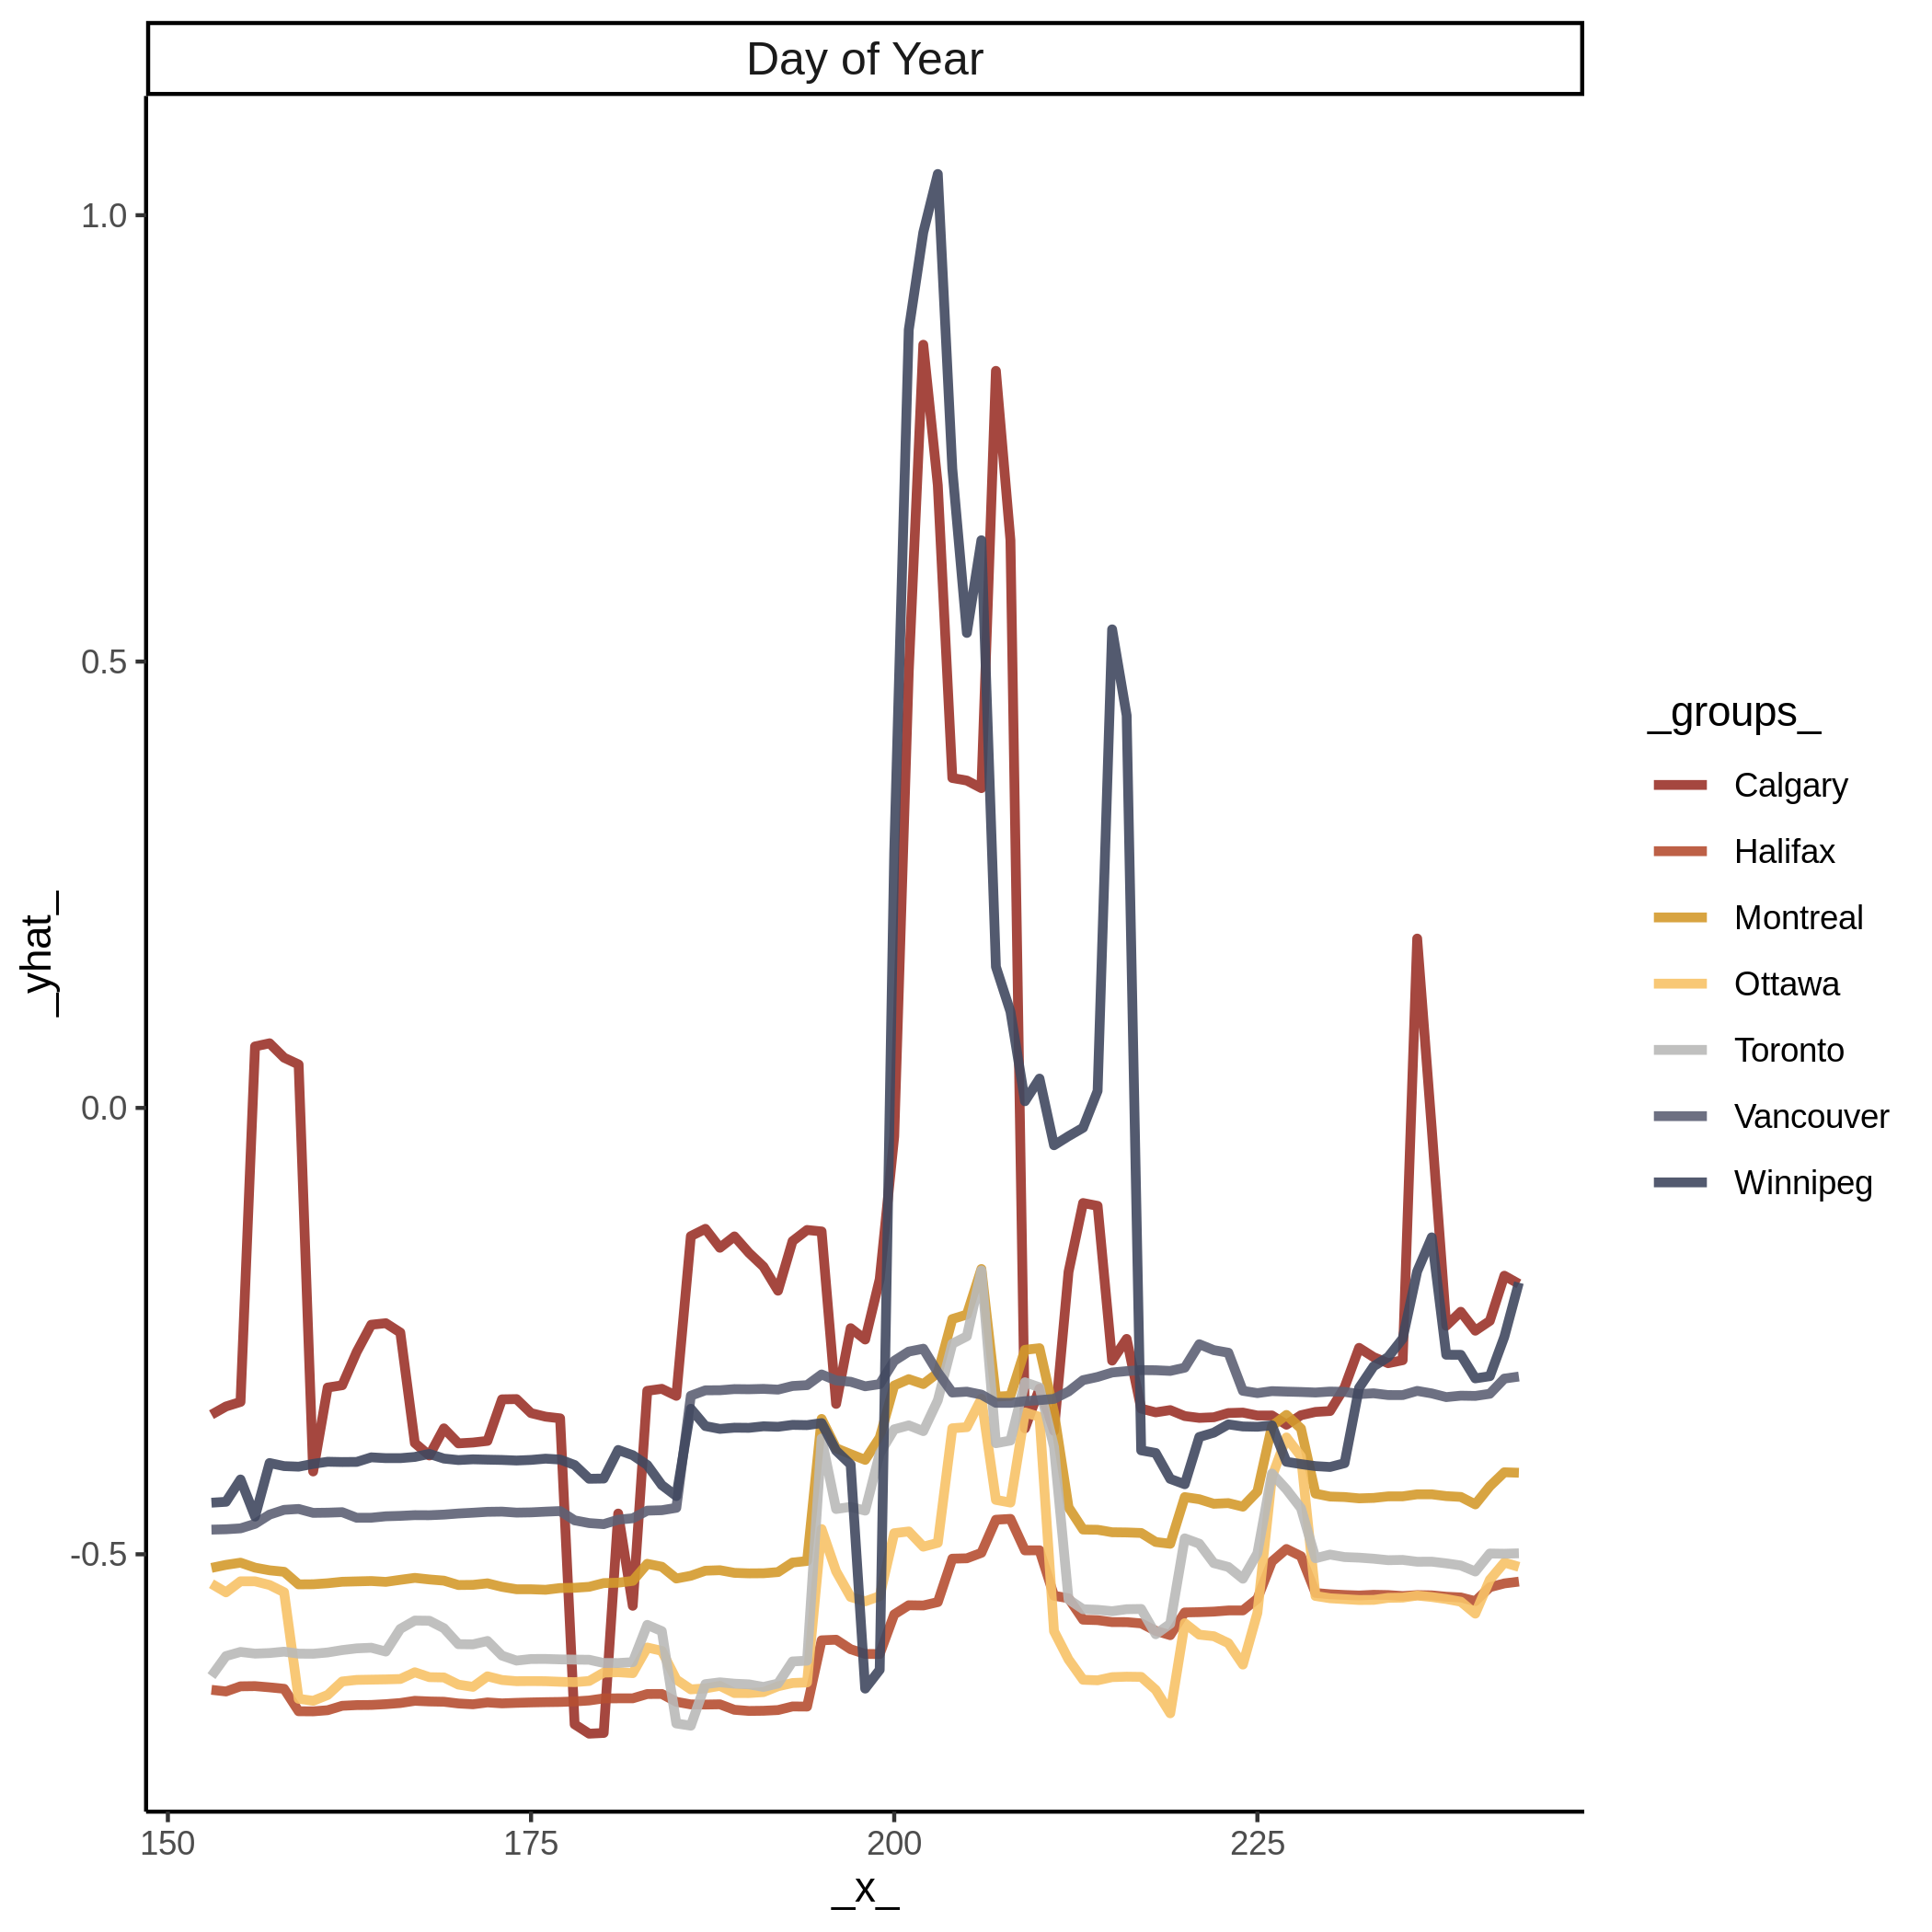 Day of Year
1.0
0.5
0.0
-0.5
_yhat_
150 175 200 225
_x_
_groups_
Calgary
Halifax
Montreal
Ottawa
Toronto
Vancouver
Winnipeg